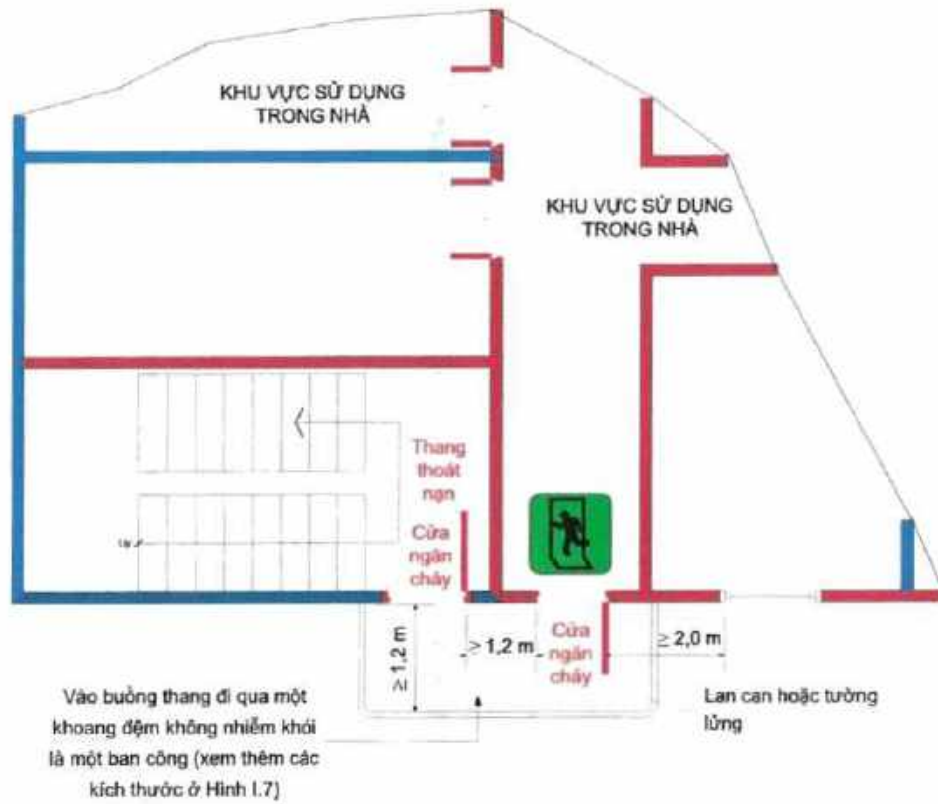 KHU VỰC SỬ DỤNG
TRONG NHÀ
KHU VỰC SỬ DỤNG
TRONG NHÀ
Thang
thoát
nạn
Cửa
ngăn
cháy
Cửa
ngăn
cháy
≥ 1,2 m
≥ 1,2 m
≥ 2,0 m
Vào buồng thang đi qua một
khoang đệm không nhiễm khói
là một ban công (xem thêm các
kích thước ở Hình I.7)
Lan can hoặc tường
lửng